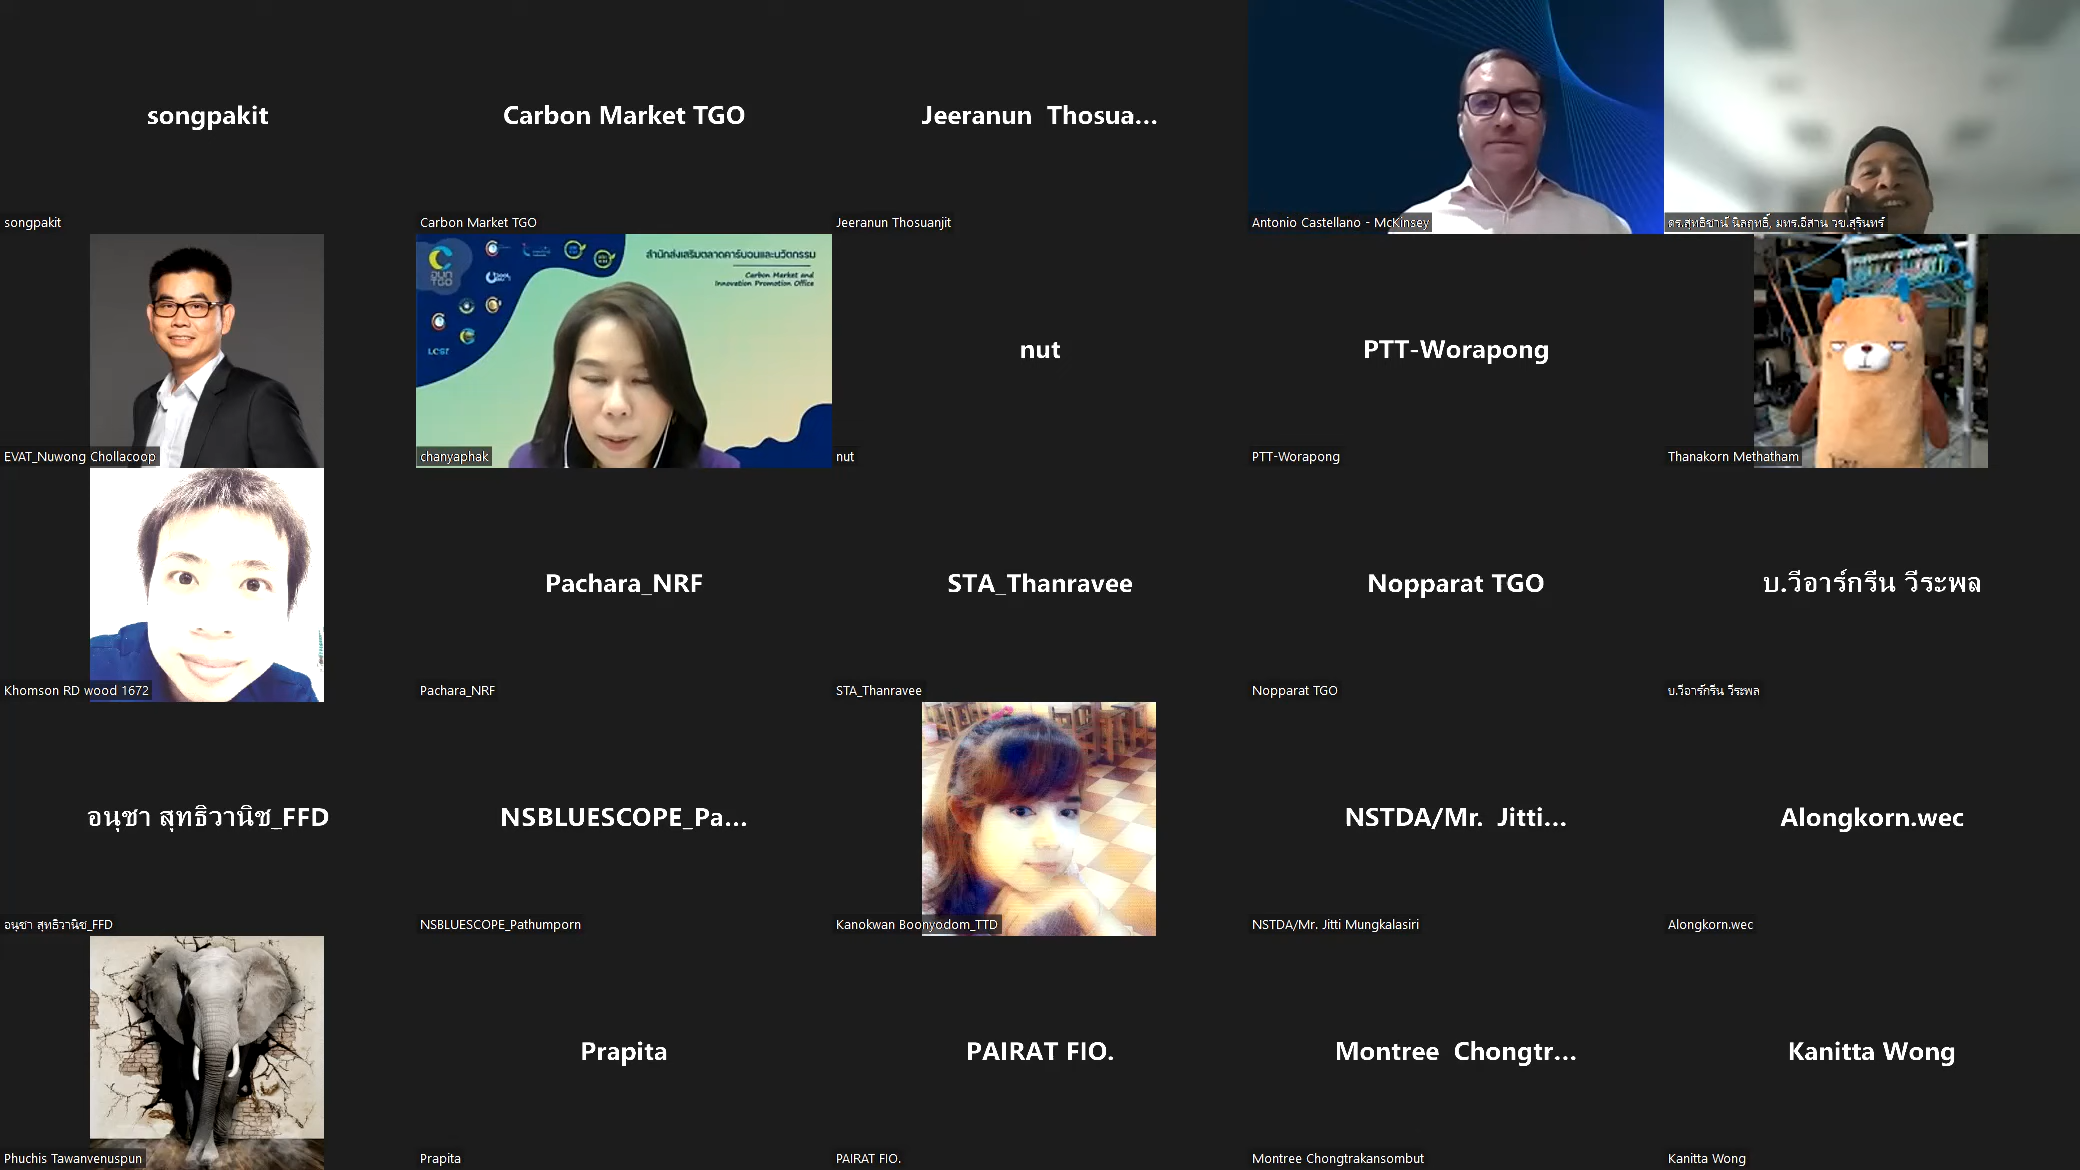 songpakit
Carbon Market TGO
Jeeranun Thosua...
songpakit
Carbon Market TGO
Jeeranun Thosuanjit
Antonio Castellano - McKinsey
ดร.สุทธิชาน์ นิลฤทธิ์, มทร.อีสาน วข.สุรินทร์
อบก
TGO
LCSi
สำนักส่งเสริมตลาดคาร์บอนและนวัตกรรม
Carbon Market and
Innovation Promotion Office
nut
PTT-Worapong
EVAT_Nuwong Chollacoop
chanyaphak
nut
PTT-Worapong
Thanakorn Methatham
Pachara_NRF
STA_Thanravee
Nopparat TGO
บ.วีอาร์กรีน วีระพล
Khomson RD wood 1672
Pachara_NRF
STA_Thanravee
Nopparat TGO
บ.วีอาร์กรีน วีระพล
อนุชา สุทธิวานิช_FFD
NSBLUESCOPE_Pa...
NSTDA/Mr. Jitti...
Alongkorn.wec
อนุชา สุทธิวานิช_FFD
NSBLUESCOPE_Pathumporn
Kanokwan Boonyodom_TTD
NSTDA/Mr. Jitti Mungkalasiri
Alongkorn.wec
Prapita
PAIRAT FIO.
Montree Chongtr...
Kanitta Wong
Phuchis Tawanvenuspun
Prapita
PAIRAT FIO.
Montree Chongtrakansombut
Kanitta Wong